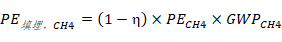 PE填埋，CH4 = (1 − η) × PECH4 × GWPCH4